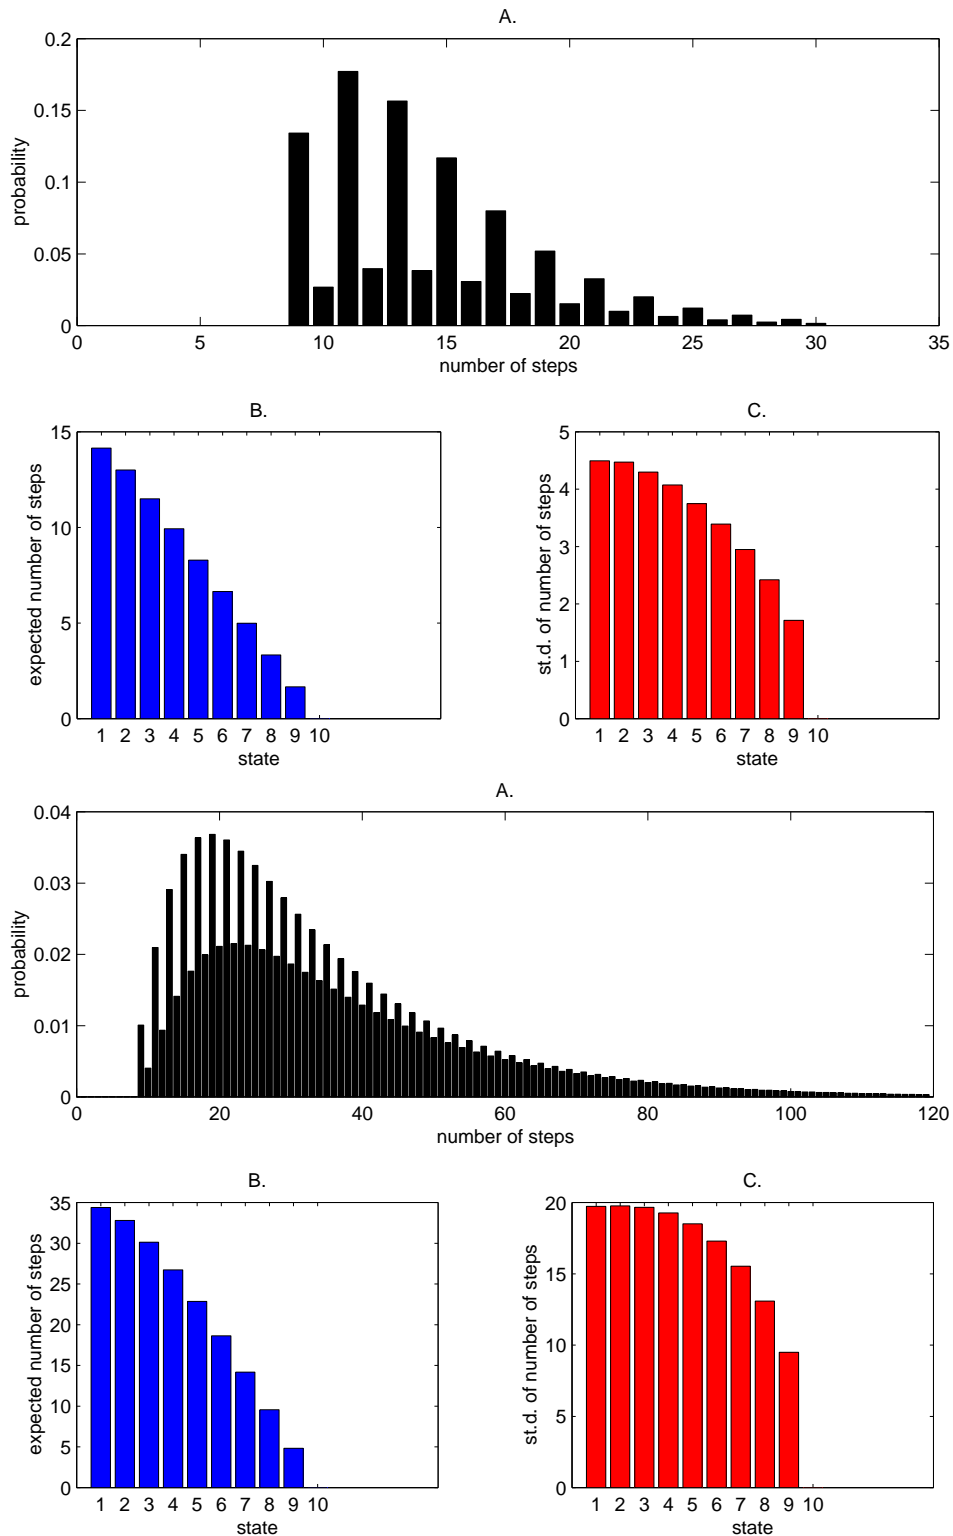 A.
0.2
0.15
0.1
0.05
0
probability
0 5 10 15 20 25 30 35
number of steps
B.
15
10
5
0
expected number of steps
1 2 3 4 5 6 7 8 9 10
state
C.
5
4
3
2
1
0
st.d. of number of steps
1 2 3 4 5 6 7 8 9 10
state
A.
0.04
0.03
0.02
0.01
0
probability
0 20 40 60 80 100 120
number of steps
B.
35
30
25
20
15
10
5
0
expected number of steps
1 2 3 4 5 6 7 8 9 10
state
C.
20
15
10
5
0
st.d. of number of steps
1 2 3 4 5 6 7 8 9 10
state